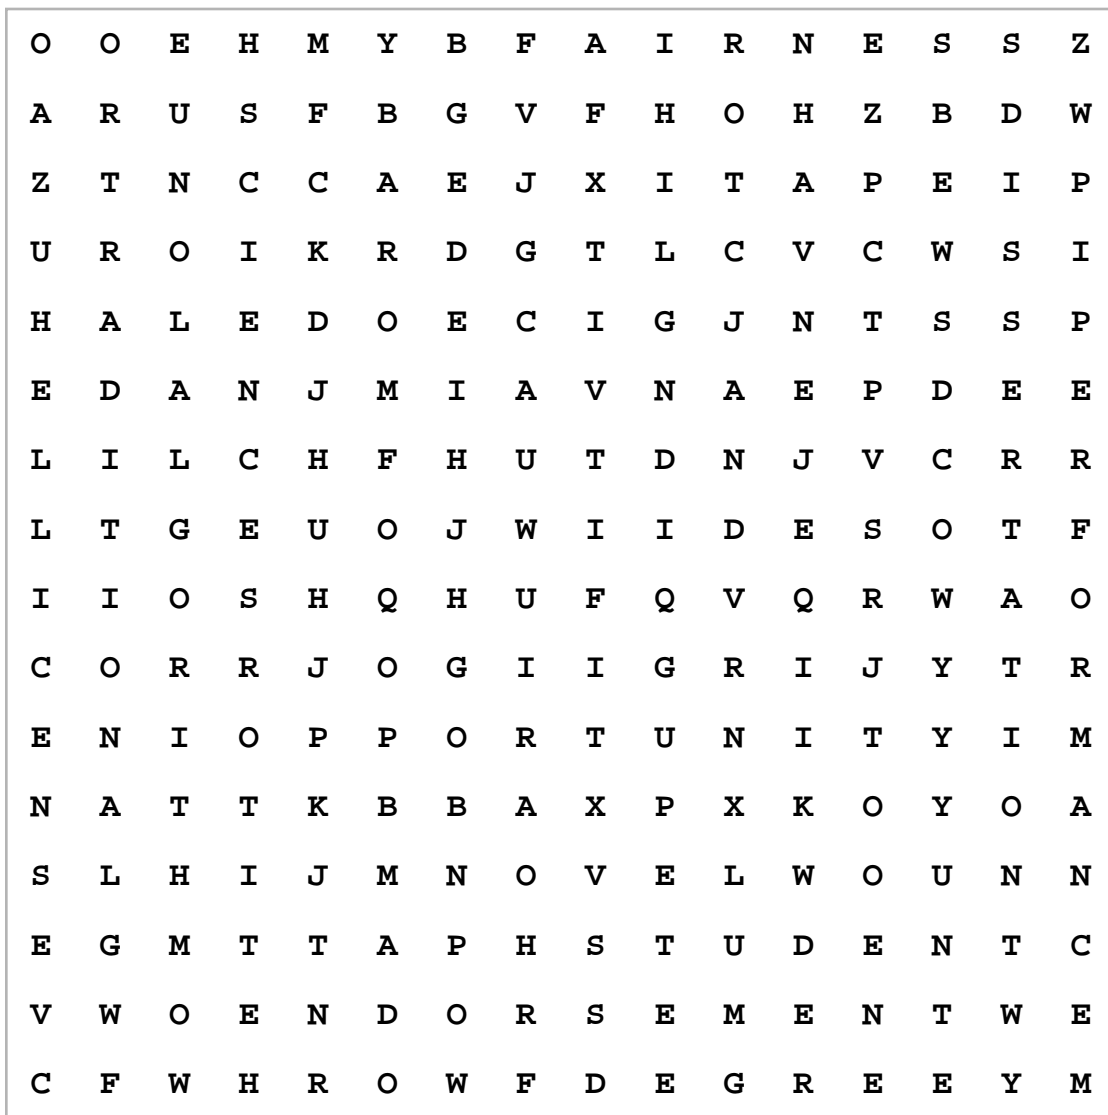 O O E H M Y B F A I R N E S S Z
A R U S F B G V F H O H Z B D W
Z T N C C A E J X I T A P E I P
U R O I K R D G T L C V C W S I
H A L E D O E C I G J N T S S P
E D A N J M I A V N A E P D E E
L I L C H F H U T D N J V C R R
L T G E U O J W I I D E S O T F
I I O S H Q H U F Q V Q R W A O
C O R R J O G I I G R I J Y T R
E N I O P P O R T U N I T Y I M
N A T T K B B A X P X K O Y O A
S L H I J M N O V E L W O U N N
E G M T T A P H S T U D E N T C
V W O E N D O R S E M E N T W E
C F W H R O W F D E G R E E Y M